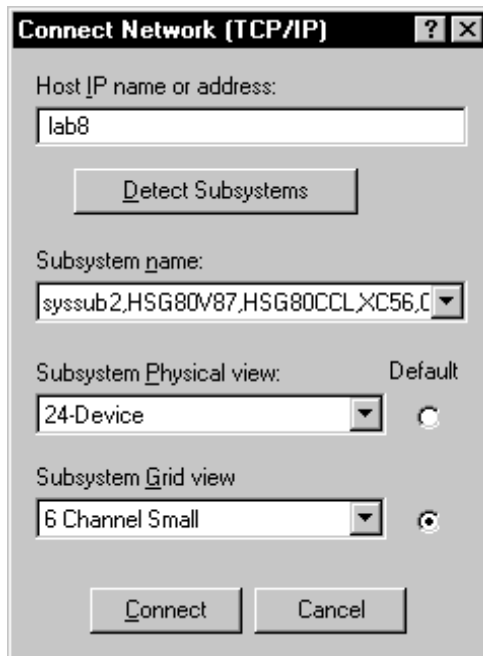 Connect Network (TCP/IP)
Host IP name or address:
lab8
Detect Subsystems
Subsystem name:
syssub2,HSG80V87,HSG80CCL,XC56,
Subsystem Physical view: Default
24-Device
Subsystem Grid view
6 Channel Small
Connect Cancel